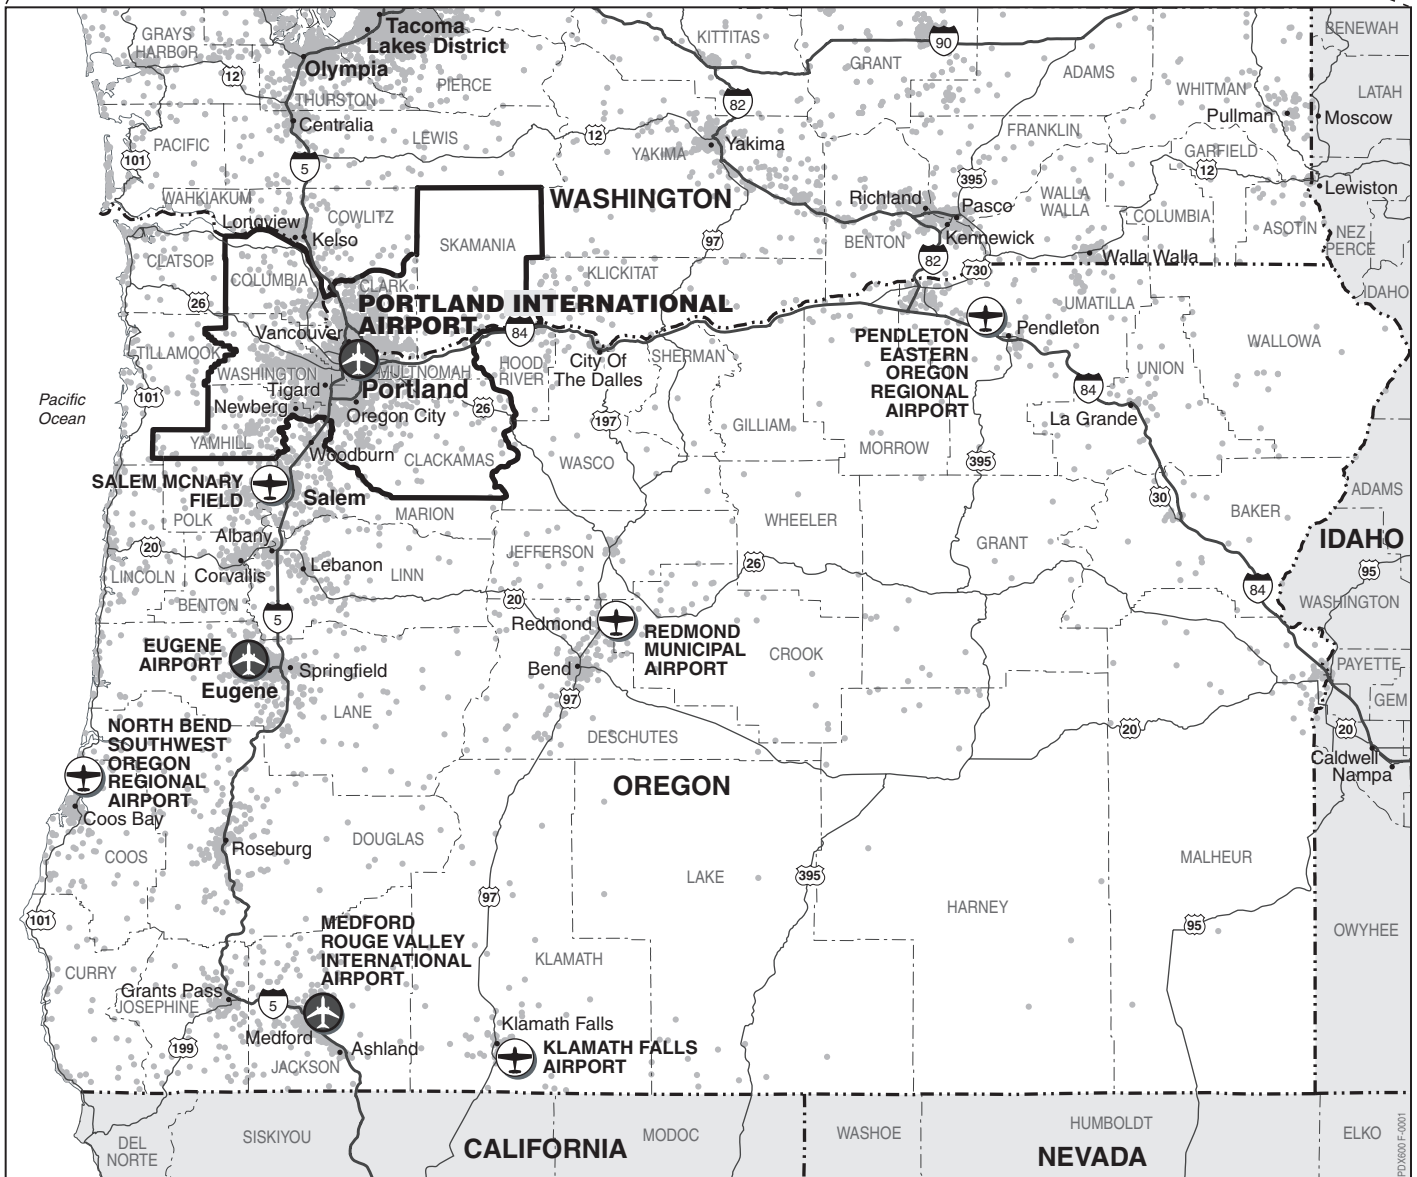 Tacoma
Lakes District
GRAYS
HARBOR
KITTITAS
90
BENEWAH
12
Olympia
GRANT
ADAMS
PIERCE
WHITMAN
LATAH
THURSTON
82
Pullman
Moscow
Centralia
12
FRANKLIN
PACIFIC
LEWIS
Yakima
YAKIMA
GARFIELD
101
5
12
395
Lewiston
WAHKIAKUM
WASHINGTON
Richland
WALLA
WALLA
Pasco
Longview
COWLITZ
COLUMBIA
Kelso
SKAMANIA
97
BENTON
Kennewick
ASOTIN
NEZ
PERCE
CLATSOP
82
Walla Walla
KLICKITAT
730
COLUMBIA
CLARK
IDAHO
26
PORTLAND INTERNATIONAL
AIRPORT
UMATILLA
Vancouver
84
PENDLETON
EASTERN
OREGON
REGIONAL
AIRPORT
Pendleton
WALLOWA
TILLAMOOK
HOOD
RIVER
City Of
The Dalles
SHERMAN
WASHINGTON
MULTNOMAH
UNION
Tigard
Portland
84
Pacific
Ocean
101
Newberg
Oregon City
26
197
La Grande
GILLIAM
YAMHILL
Woodburn
CLACKAMAS
WASCO
MORROW
395
SALEM MCNARY
FIELD
Salem
30
ADAMS
POLK
MARION
WHEELER
BAKER
Albany
20
JEFFERSON
GRANT
IDAHO
Corvallis
Lebanon
26
95
LINCOLN
LINN
84
BENTON
20
WASHINGTON
5
Redmond
REDMOND
MUNICIPAL
AIRPORT
EUGENE
AIRPORT
Springfield
Bend
CROOK
PAYETTE
Eugene
97
GEM
LANE
NORTH BEND
SOUTHWEST
OREGON
REGIONAL
AIRPORT
DESCHUTES
20
20
Caldwell
Nampa
OREGON
Coos Bay
DOUGLAS
COOS
Roseburg
MALHEUR
LAKE
395
97
HARNEY
101
MEDFORD
ROUGE VALLEY
INTERNATIONAL
AIRPORT
95
OWYHEE
KLAMATH
CURRY
Grants Pass
JOSEPHINE
5
Klamath Falls
Medford
199
Ashland
KLAMATH FALLS
AIRPORT
JACKSON
DEL
NORTE
SISKIYOU
CALIFORNIA
MODOC
WASHOE
HUMBOLDT
NEVADA
ELKO
PDX600 F-0001